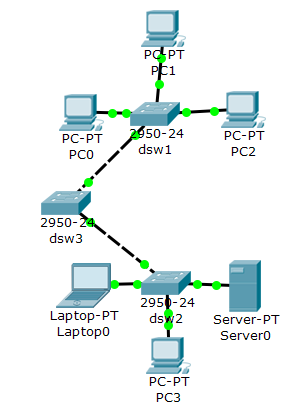 PC-PT
PC1
PC-PT
PC0
2950-24
dsw1
PC-PT
PC2
2950-24
dsw3
Laptop-PT
Laptop0
2950-24
dsw2
Server-PT
Server0
PC-PT
PC3